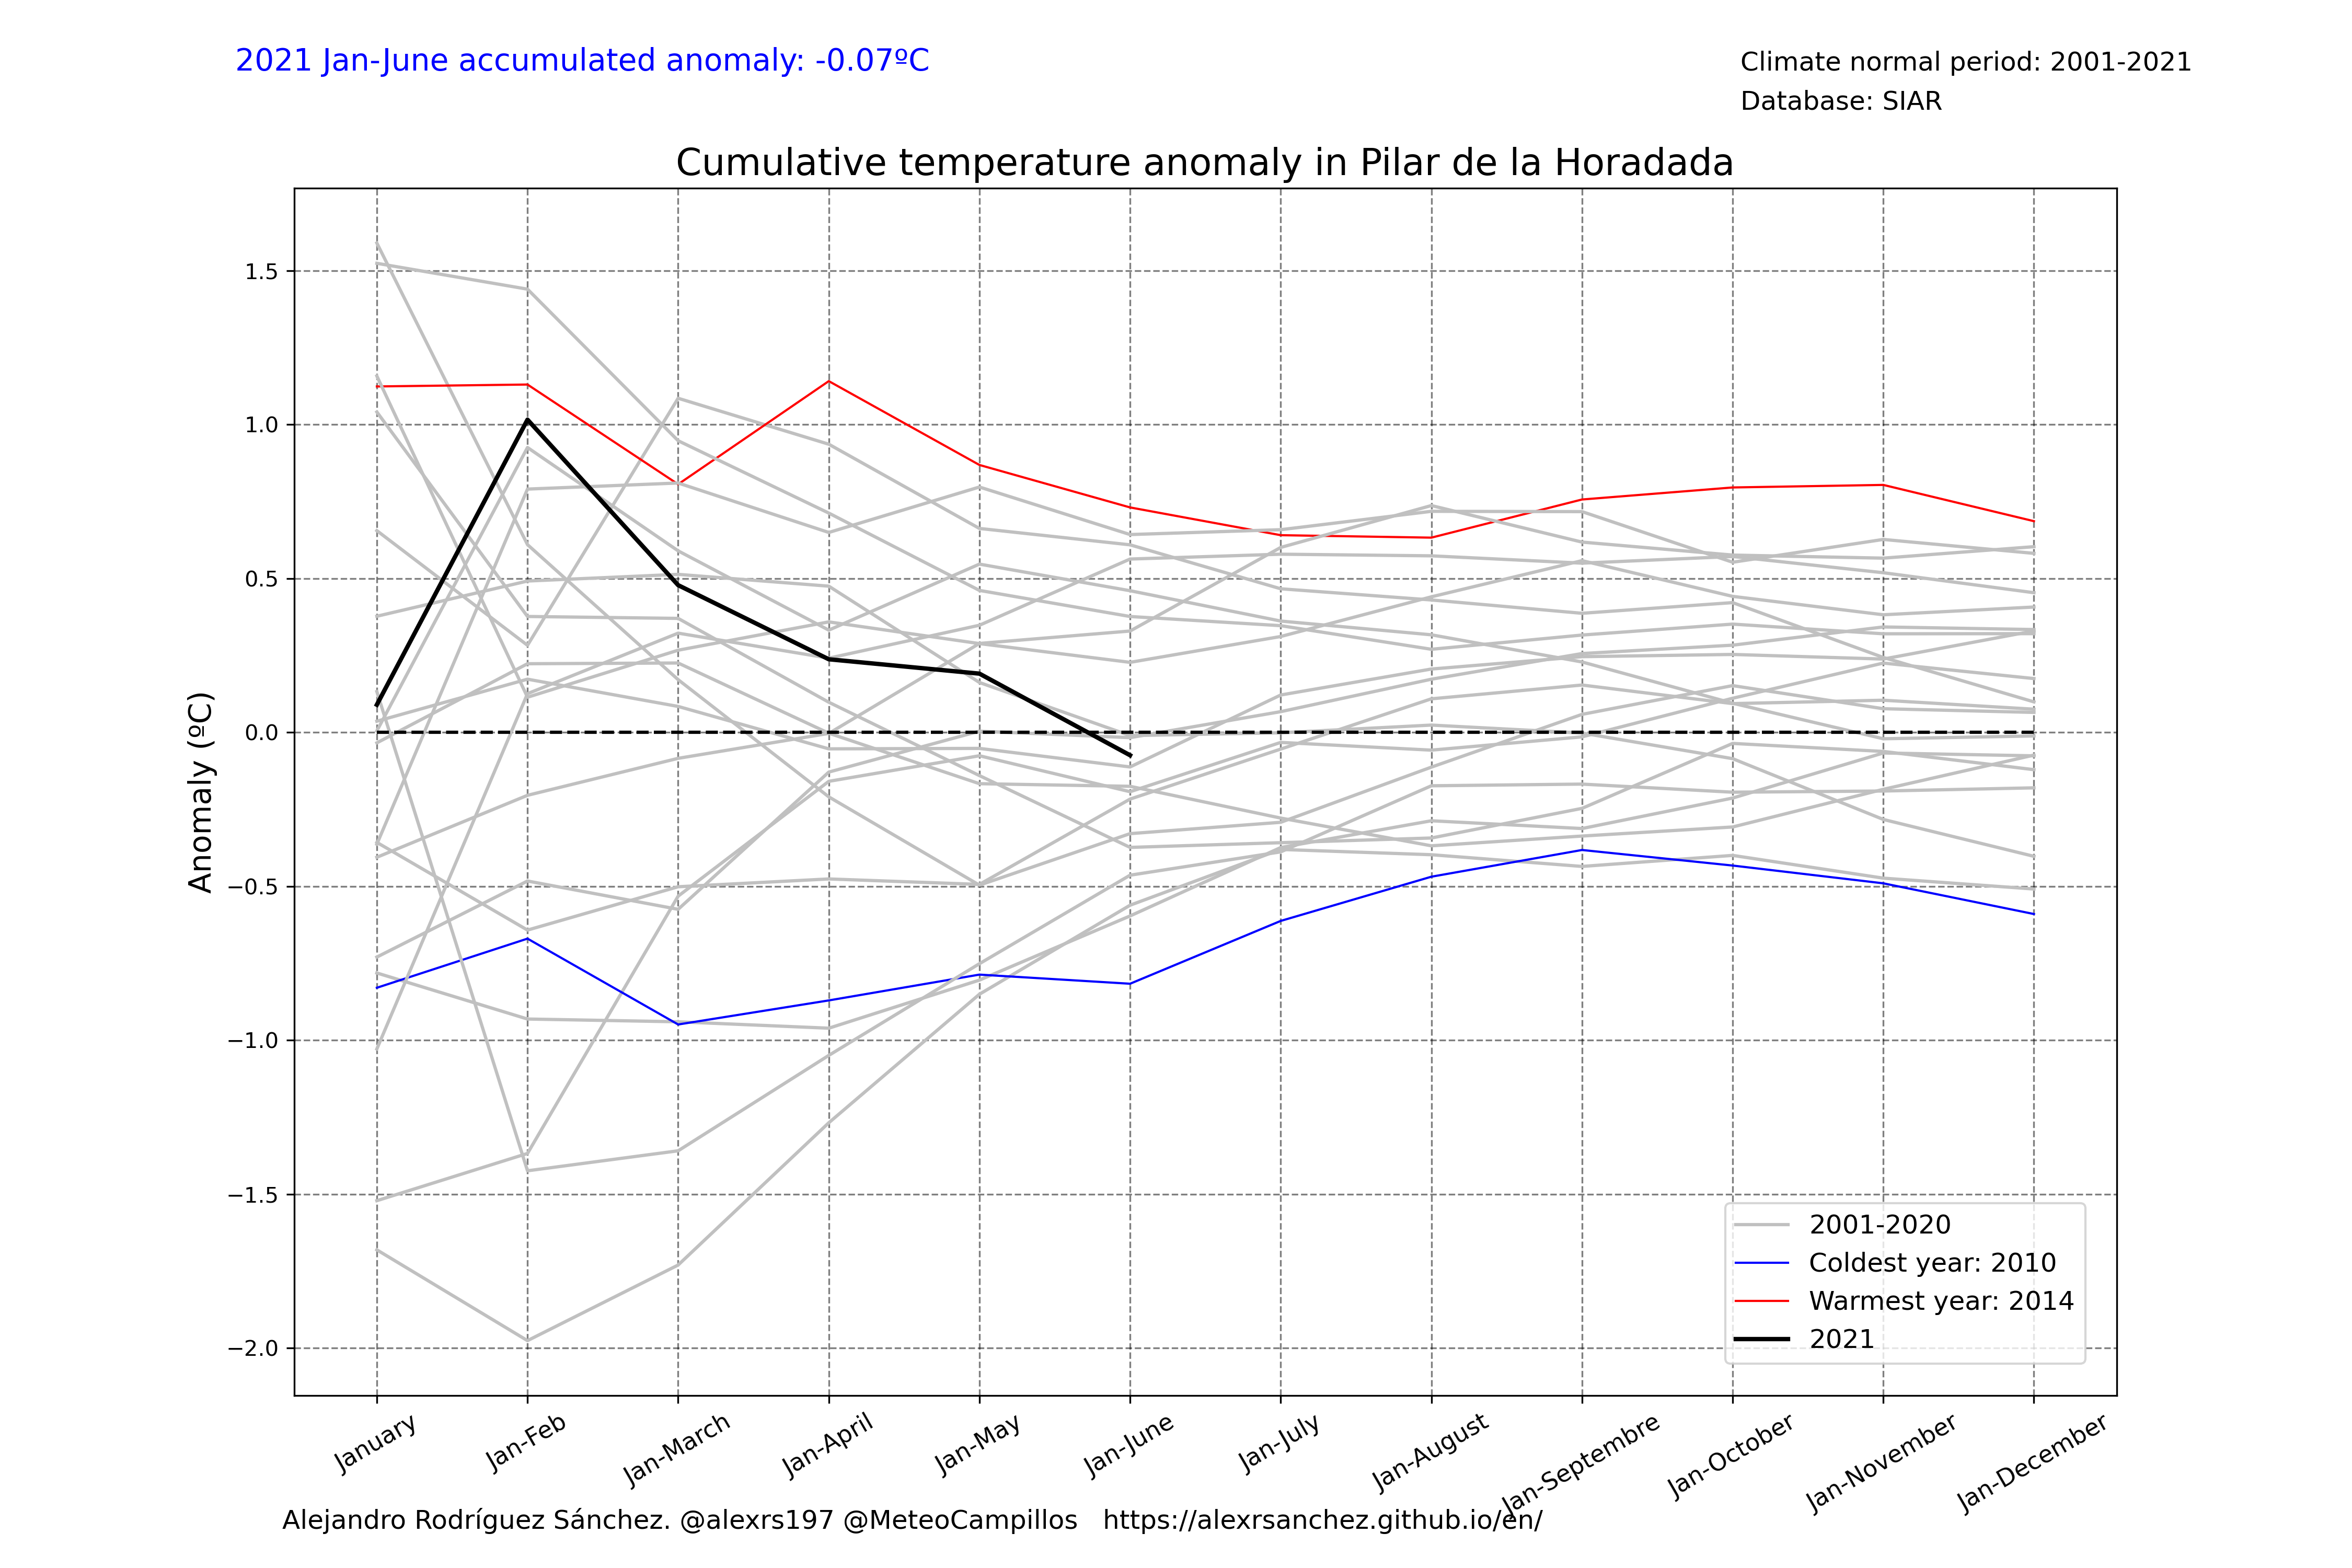 2021 Jan-June accumulated anomaly: -0.07ºC
Climate normal period: 2001-2021
Database: SIAR
Cumulative temperature anomaly in Pilar de la Horadada
Anomaly (ºC)
1.5
1.0
0.5
0.0
−0.5
−1.0
−1.5
−2.0
2001-2020
Coldest year: 2010
Warmest year: 2014
2021
January
Jan-Feb
Jan-March
Jan-April
Jan-May
Jan-June
Jan-July
Jan-August
Jan-Septembre
Jan-October
Jan-November
Jan-December
Alejandro Rodríguez Sánchez. @alexrs197 @MeteoCampillos   https://alexrsanchez.github.io/en/